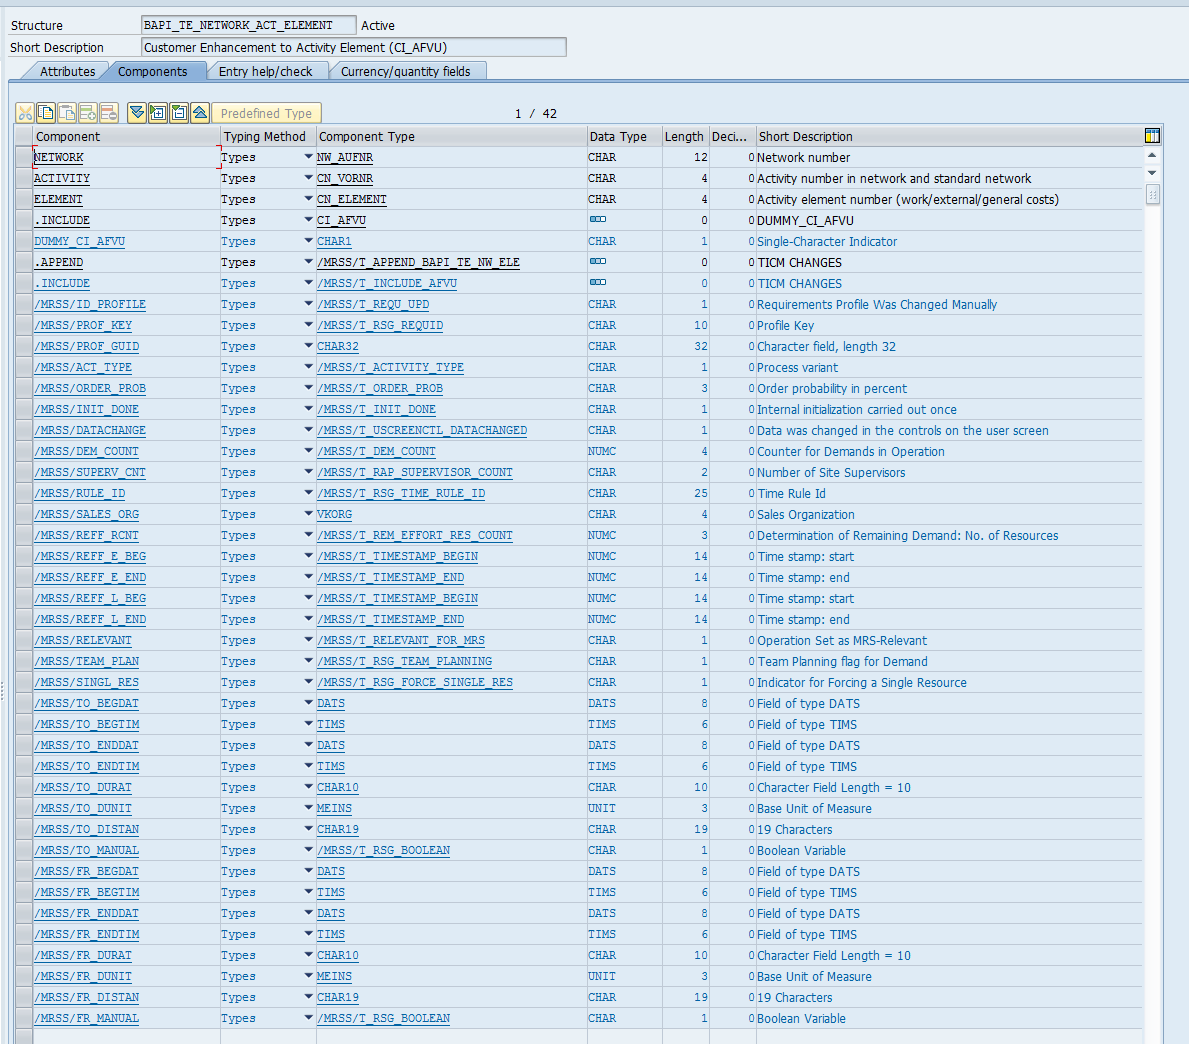 Structure BAPI_TE_NETWORK_ACT_ELEMENT Active
Short Description Customer Enhancement to Activity Element (CI_AFVU)
Attributes Components Entry help/check Currency/quantity fields
Predefined Type 1 / 42
Component Typing Method Component Type Data Type Length Deci... Short Description
NETWORK Types NW_AUFNR CHAR 12 0 Network number
ACTIVITY Types CN_VORNR CHAR 4 0 Activity number in network and standard network
ELEMENT Types CN_ELEMENT CHAR 4 0 Activity element number (work/external/general costs)
.INCLUDE Types CI_AFVU 0 0 DUMMY_CI_AFVU
DUMMY_CI_AFVU Types CHAR1 CHAR 1 0 Single-Character Indicator
.APPEND Types /MRSS/T_APPEND_BAPI_TE_NW_ELE 0 0 TICM CHANGES
.INCLUDE Types /MRSS/T_INCLUDE_AFVU 0 0 TICM CHANGES
/MRSS/ID_PROFILE Types /MRSS/T_REQU_UPD CHAR 1 0 Requirements Profile Was Changed Manually
/MRSS/PROF_KEY Types /MRSS/T_RSG_REQUID CHAR 10 0 Profile Key
/MRSS/PROF_GUID Types CHAR32 CHAR 32 0 Character field, length 32
/MRSS/ACT_TYPE Types /MRSS/T_ACTIVITY_TYPE CHAR 1 0 Process variant
/MRSS/ORDER_PROB Types /MRSS/T_ORDER_PROB CHAR 3 0 Order probability in percent
/MRSS/INIT_DONE Types /MRSS/T_INIT_DONE CHAR 1 0 Internal initialization carried out once
/MRSS/DATACHANGE Types /MRSS/T_USCREENCTL_DATACHANGED CHAR 1 0 Data was changed in the controls on the user screen
/MRSS/DEM_COUNT Types /MRSS/T_DEM_COUNT NUMC 4 0 Counter for Demands in Operation
/MRSS/SUPERV_CNT Types /MRSS/T_RAP_SUPERVISOR_COUNT CHAR 2 0 Number of Site Supervisors
/MRSS/RULE_ID Types /MRSS/T_RSG_TIME_RULE_ID CHAR 25 0 Time Rule Id
/MRSS/SALES_ORG Types VKORG CHAR 4 0 Sales Organization
/MRSS/REFF_RCNT Types /MRSS/T_REM_EFFORT_RES_COUNT NUMC 3 0 Determination of Remaining Demand: No. of Resources
/MRSS/REFF_E_BEG Types /MRSS/T_TIMESTAMP_BEGIN NUMC 14 0 Time stamp: start
/MRSS/REFF_E_END Types /MRSS/T_TIMESTAMP_END NUMC 14 0 Time stamp: end
/MRSS/REFF_L_BEG Types /MRSS/T_TIMESTAMP_BEGIN NUMC 14 0 Time stamp: start
/MRSS/REFF_L_END Types /MRSS/T_TIMESTAMP_END NUMC 14 0 Time stamp: end
/MRSS/RELEVANT Types /MRSS/T_RELEVANT_FOR_MRS CHAR 1 0 Operation Set as MRS-Relevant
/MRSS/TEAM_PLAN Types /MRSS/T_RSG_TEAM_PLANNING CHAR 1 0 Team Planning flag for Demand
/MRSS/SINGL_RES Types /MRSS/T_RSG_FORCE_SINGLE_RES CHAR 1 0 Indicator for Forcing a Single Resource
/MRSS/TO_BEGDAT Types DATS DATS 8 0 Field of type DATS
/MRSS/TO_BEGTIM Types TIMS TIMS 6 0 Field of type TIMS
/MRSS/TO_ENDDAT Types DATS DATS 8 0 Field of type DATS
/MRSS/TO_ENDTIM Types TIMS TIMS 6 0 Field of type TIMS
/MRSS/TO_DURAT Types CHAR10 CHAR 10 0 Character Field Length = 10
/MRSS/TO_DUNIT Types MEINS UNIT 3 0 Base Unit of Measure
/MRSS/TO_DISTAN Types CHAR19 CHAR 19 0 19 Characters
/MRSS/TO_MANUAL Types /MRSS/T_RSG_BOOLEAN CHAR 1 0 Boolean Variable
/MRSS/FR_BEGDAT Types DATS DATS 8 0 Field of type DATS
/MRSS/FR_BEGTIM Types TIMS TIMS 6 0 Field of type TIMS
/MRSS/FR_ENDDAT Types DATS DATS 8 0 Field of type DATS
/MRSS/FR_ENDTIM Types TIMS TIMS 6 0 Field of type TIMS
/MRSS/FR_DURAT Types CHAR10 CHAR 10 0 Character Field Length = 10
/MRSS/FR_DUNIT Types MEINS UNIT 3 0 Base Unit of Measure
/MRSS/FR_DISTAN Types CHAR19 CHAR 19 0 19 Characters
/MRSS/FR_MANUAL Types /MRSS/T_RSG_BOOLEAN CHAR 1 0 Boolean Variable